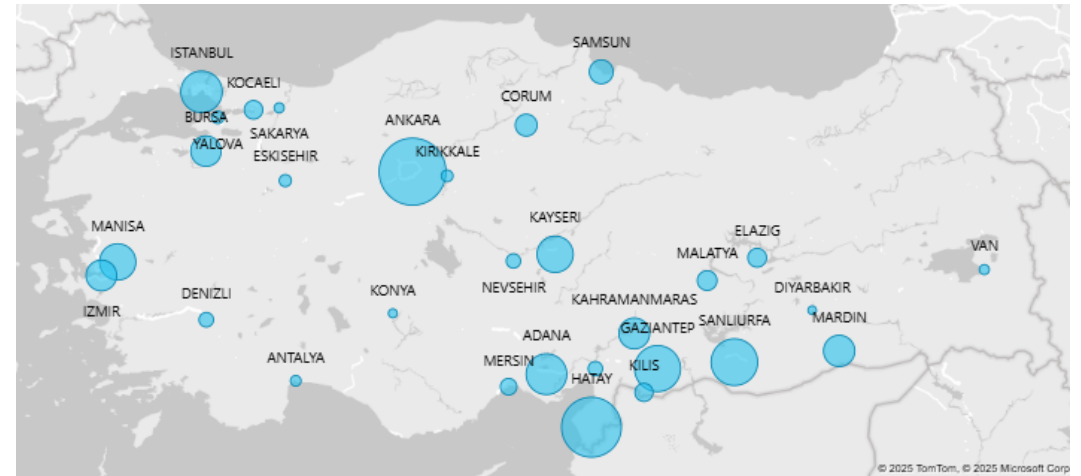 SAMSUN
ISTANBUL
KOCAELI
CORUM
BURSA
ANKARA
SAKARYA
YALOVA
KIRIKKALE
ESKISEHIR
KAYSERI
MANISA
ELAZIG
VAN
MALATYA
NEVSEHIR
DIYARBAKIR
DENIZLI
KONYA
KAHRAMANMARAS
IZMIR
GAZIANTEP
SANLIURFA
MARDIN
ADANA
ANTALYA
MERSIN
KILIS
HATAY
© 2025 TomTom, © 2025 Microsoft Corp